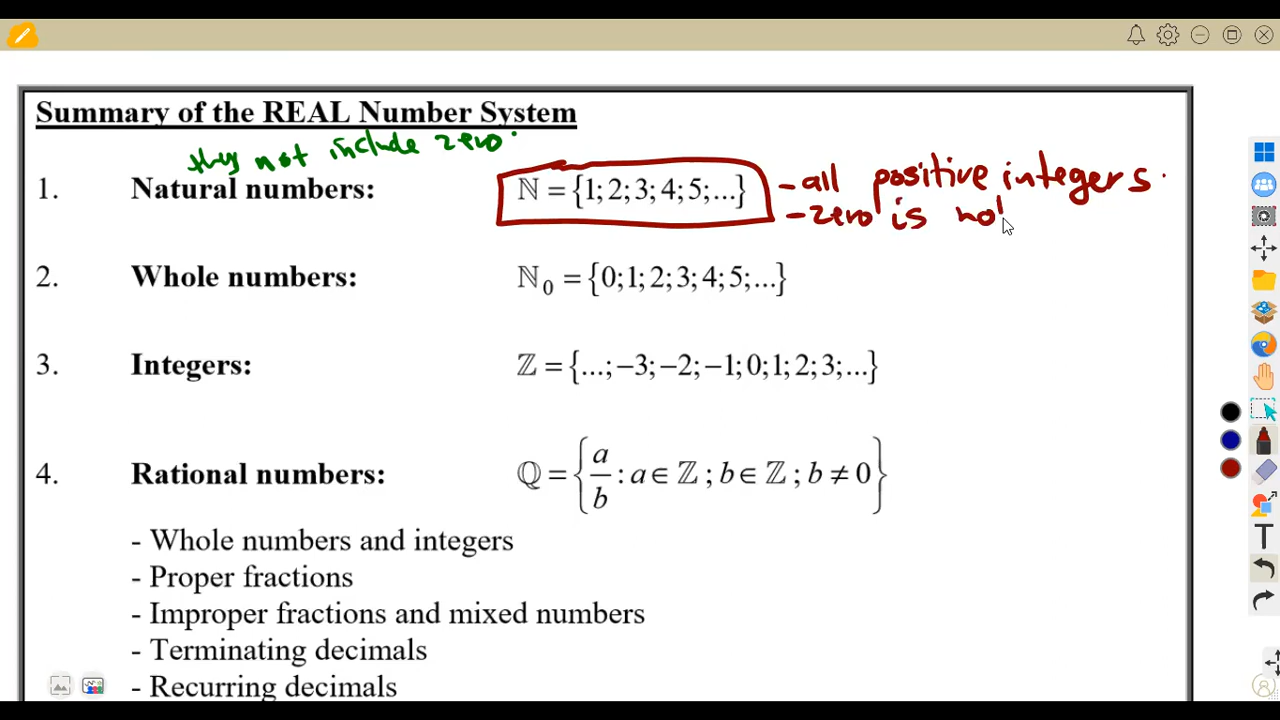 Summary of the REAL Number System
they not include zero.
1. Natural numbers: ℕ = {1; 2; 3; 4; 5; ...} - all positive integers.
- zero is not
2. Whole numbers: ℕ₀ = {0; 1; 2; 3; 4; 5; ...}
3. Integers: ℤ = {...; −3; −2; −1; 0; 1; 2; 3; ...}
4. Rational numbers: ℚ = {a/b : a ∈ ℤ ; b ∈ ℤ ; b ≠ 0}
- Whole numbers and integers
- Proper fractions
- Improper fractions and mixed numbers
- Terminating decimals
- Recurring decimals